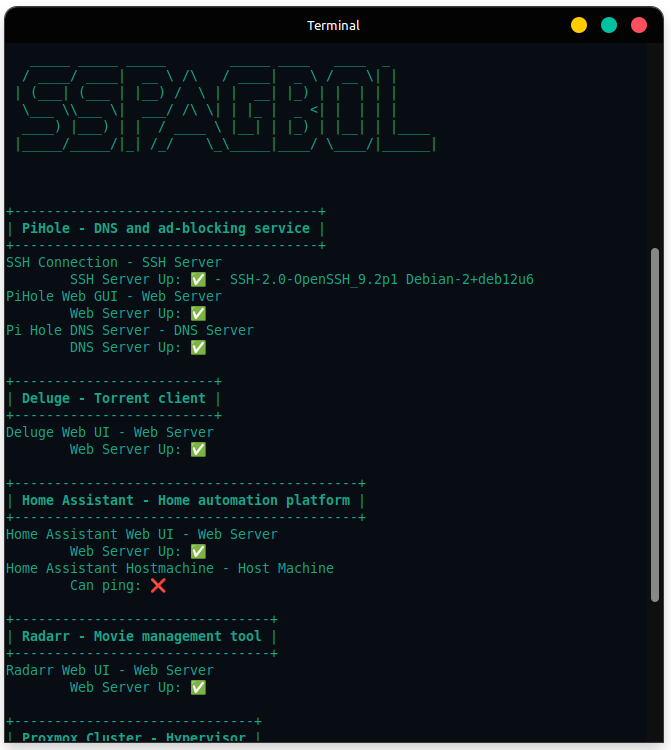 Terminal
SSPAGBOL
+--------------------------------------+
| PiHole - DNS and ad-blocking service |
+--------------------------------------+
SSH Connection - SSH Server
SSH Server Up: ✅ - SSH-2.0-OpenSSH_9.2p1 Debian-2+deb12u6
PiHole Web GUI - Web Server
Web Server Up: ✅
Pi Hole DNS Server - DNS Server
DNS Server Up: ✅
+-------------------------+
| Deluge - Torrent client |
+-------------------------+
Deluge Web UI - Web Server
Web Server Up: ✅
+-------------------------------------------+
| Home Assistant - Home automation platform |
+-------------------------------------------+
Home Assistant Web UI - Web Server
Web Server Up: ✅
Home Assistant Hostmachine - Host Machine
Can ping: ❌
+--------------------------------+
| Radarr - Movie management tool |
+--------------------------------+
Radarr Web UI - Web Server
Web Server Up: ✅
+------------------------------+
| Proxmox Cluster - Hypervisor |